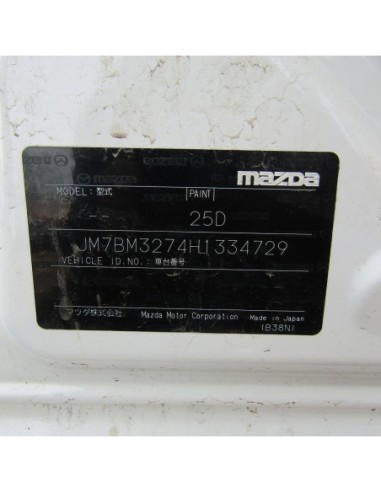 mazda
MODEL: 型式 PAINT
25D
JM7BM3274H1334729
VEHICLE ID.NO.: 車台番号
マツダ株式会社 Mazda Motor Corporation Made in Japan
(B38N)